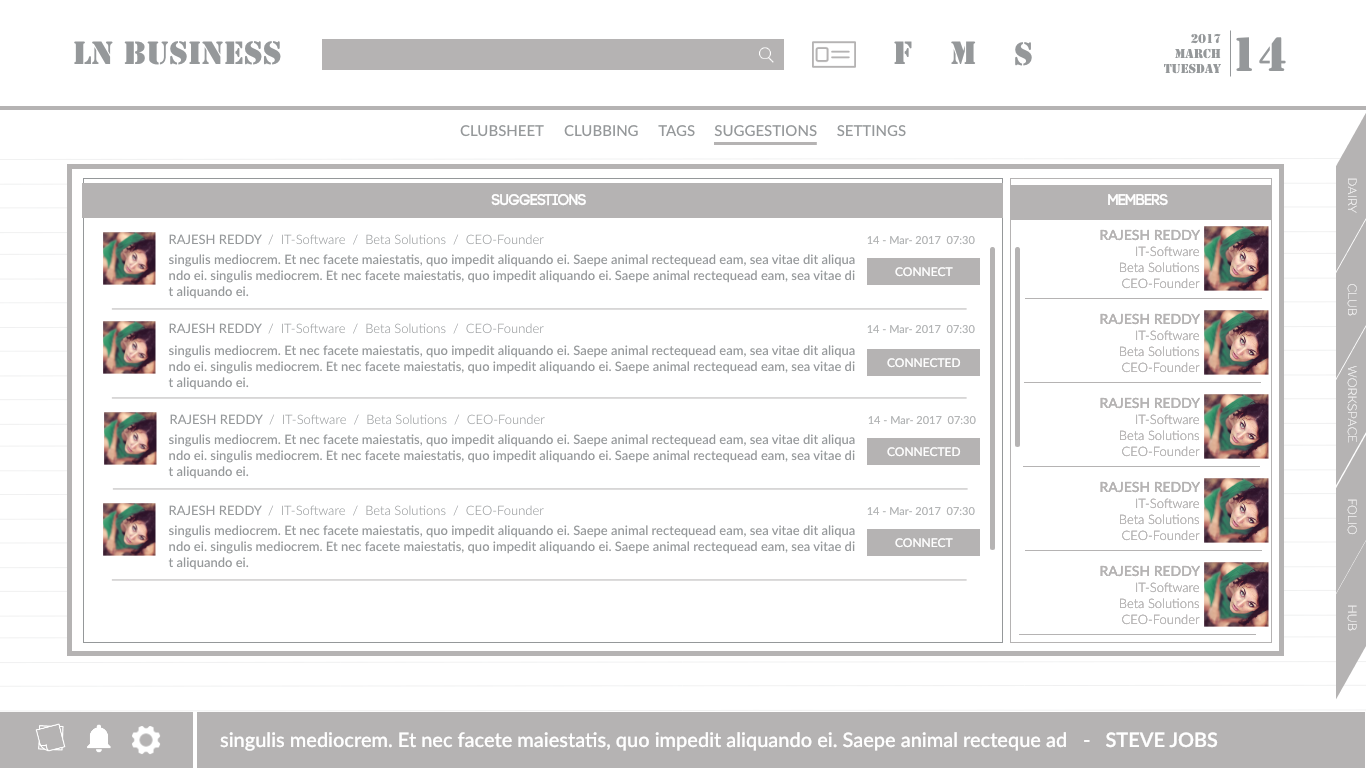 LN BUSINESS
F M S
2017
MARCH
TUESDAY
14
CLUBSHEET CLUBBING TAGS SUGGESTIONS SETTINGS
SUGGESTIONS
RAJESH REDDY / IT-Software / Beta Solutions / CEO-Founder
14 - Mar- 2017 07:30
singulis mediocrem. Et nec facete maiestatis, quo impedit aliquando ei. Saepe animal rectequead eam, sea vitae dit aliqua
ndo ei. singulis mediocrem. Et nec facete maiestatis, quo impedit aliquando ei. Saepe animal rectequead eam, sea vitae di
t aliquando ei.
CONNECT
RAJESH REDDY / IT-Software / Beta Solutions / CEO-Founder
14 - Mar- 2017 07:30
singulis mediocrem. Et nec facete maiestatis, quo impedit aliquando ei. Saepe animal rectequead eam, sea vitae dit aliqua
ndo ei. singulis mediocrem. Et nec facete maiestatis, quo impedit aliquando ei. Saepe animal rectequead eam, sea vitae di
t aliquando ei.
CONNECTED
RAJESH REDDY / IT-Software / Beta Solutions / CEO-Founder
14 - Mar- 2017 07:30
singulis mediocrem. Et nec facete maiestatis, quo impedit aliquando ei. Saepe animal rectequead eam, sea vitae dit aliqua
ndo ei. singulis mediocrem. Et nec facete maiestatis, quo impedit aliquando ei. Saepe animal rectequead eam, sea vitae di
t aliquando ei.
CONNECTED
RAJESH REDDY / IT-Software / Beta Solutions / CEO-Founder
14 - Mar- 2017 07:30
singulis mediocrem. Et nec facete maiestatis, quo impedit aliquando ei. Saepe animal rectequead eam, sea vitae dit aliqua
ndo ei. singulis mediocrem. Et nec facete maiestatis, quo impedit aliquando ei. Saepe animal rectequead eam, sea vitae di
t aliquando ei.
CONNECT
MEMBERS
RAJESH REDDY
IT-Software
Beta Solutions
CEO-Founder
RAJESH REDDY
IT-Software
Beta Solutions
CEO-Founder
RAJESH REDDY
IT-Software
Beta Solutions
CEO-Founder
RAJESH REDDY
IT-Software
Beta Solutions
CEO-Founder
RAJESH REDDY
IT-Software
Beta Solutions
CEO-Founder
DAIRY
CLUB
WORKSPACE
FOLIO
HUB
singulis mediocrem. Et nec facete maiestatis, quo impedit aliquando ei. Saepe animal recteque ad - STEVE JOBS